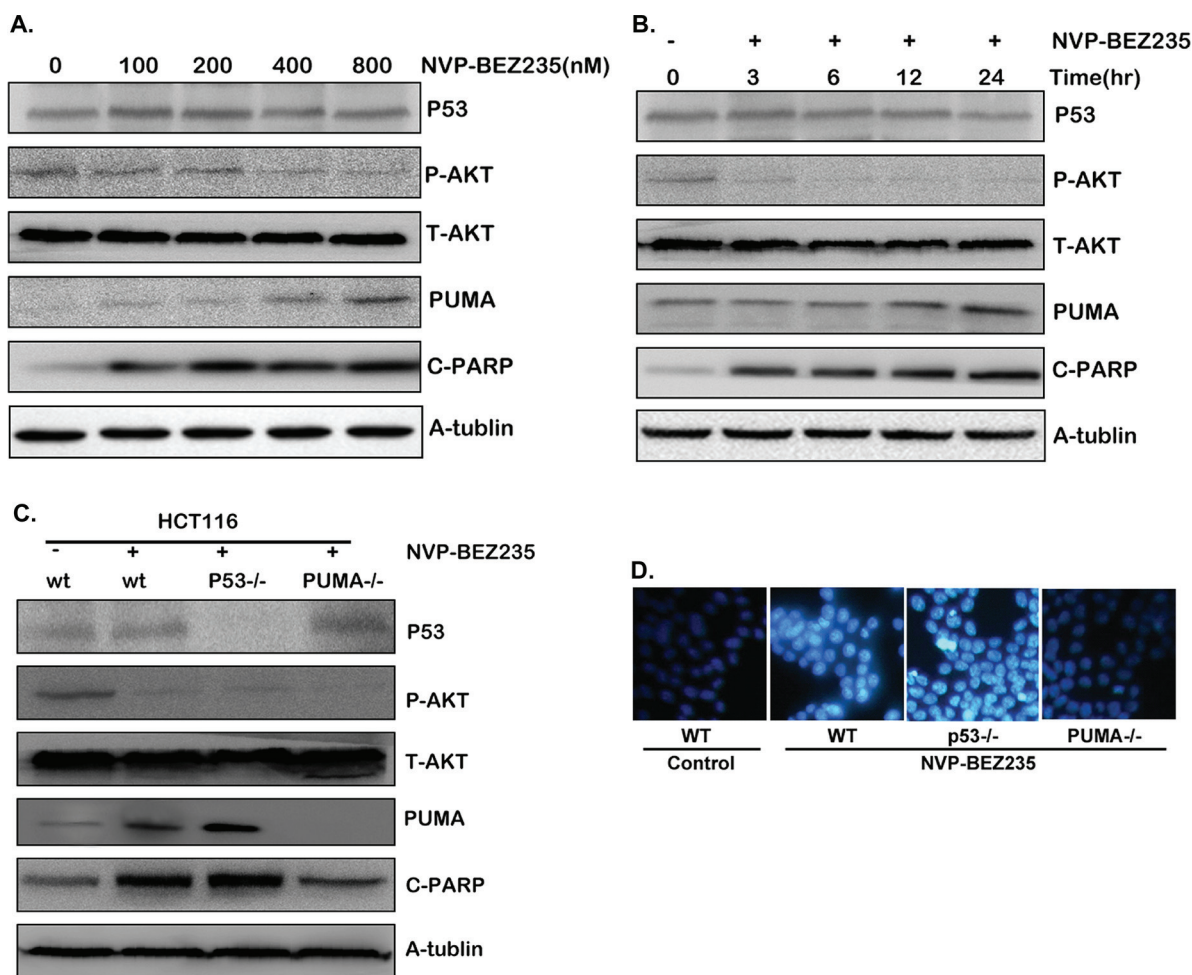 A.
0 100 200 400 800 NVP-BEZ235(nM)
P53
P-AKT
T-AKT
PUMA
C-PARP
A-tublin
B.
- + + + + NVP-BEZ235
0 3 6 12 24 Time(hr)
P53
P-AKT
T-AKT
PUMA
C-PARP
A-tublin
C.
HCT116
- + + + NVP-BEZ235
wt wt P53-/- PUMA-/-
P53
P-AKT
T-AKT
PUMA
C-PARP
A-tublin
D.
WT WT p53-/- PUMA-/-
Control NVP-BEZ235